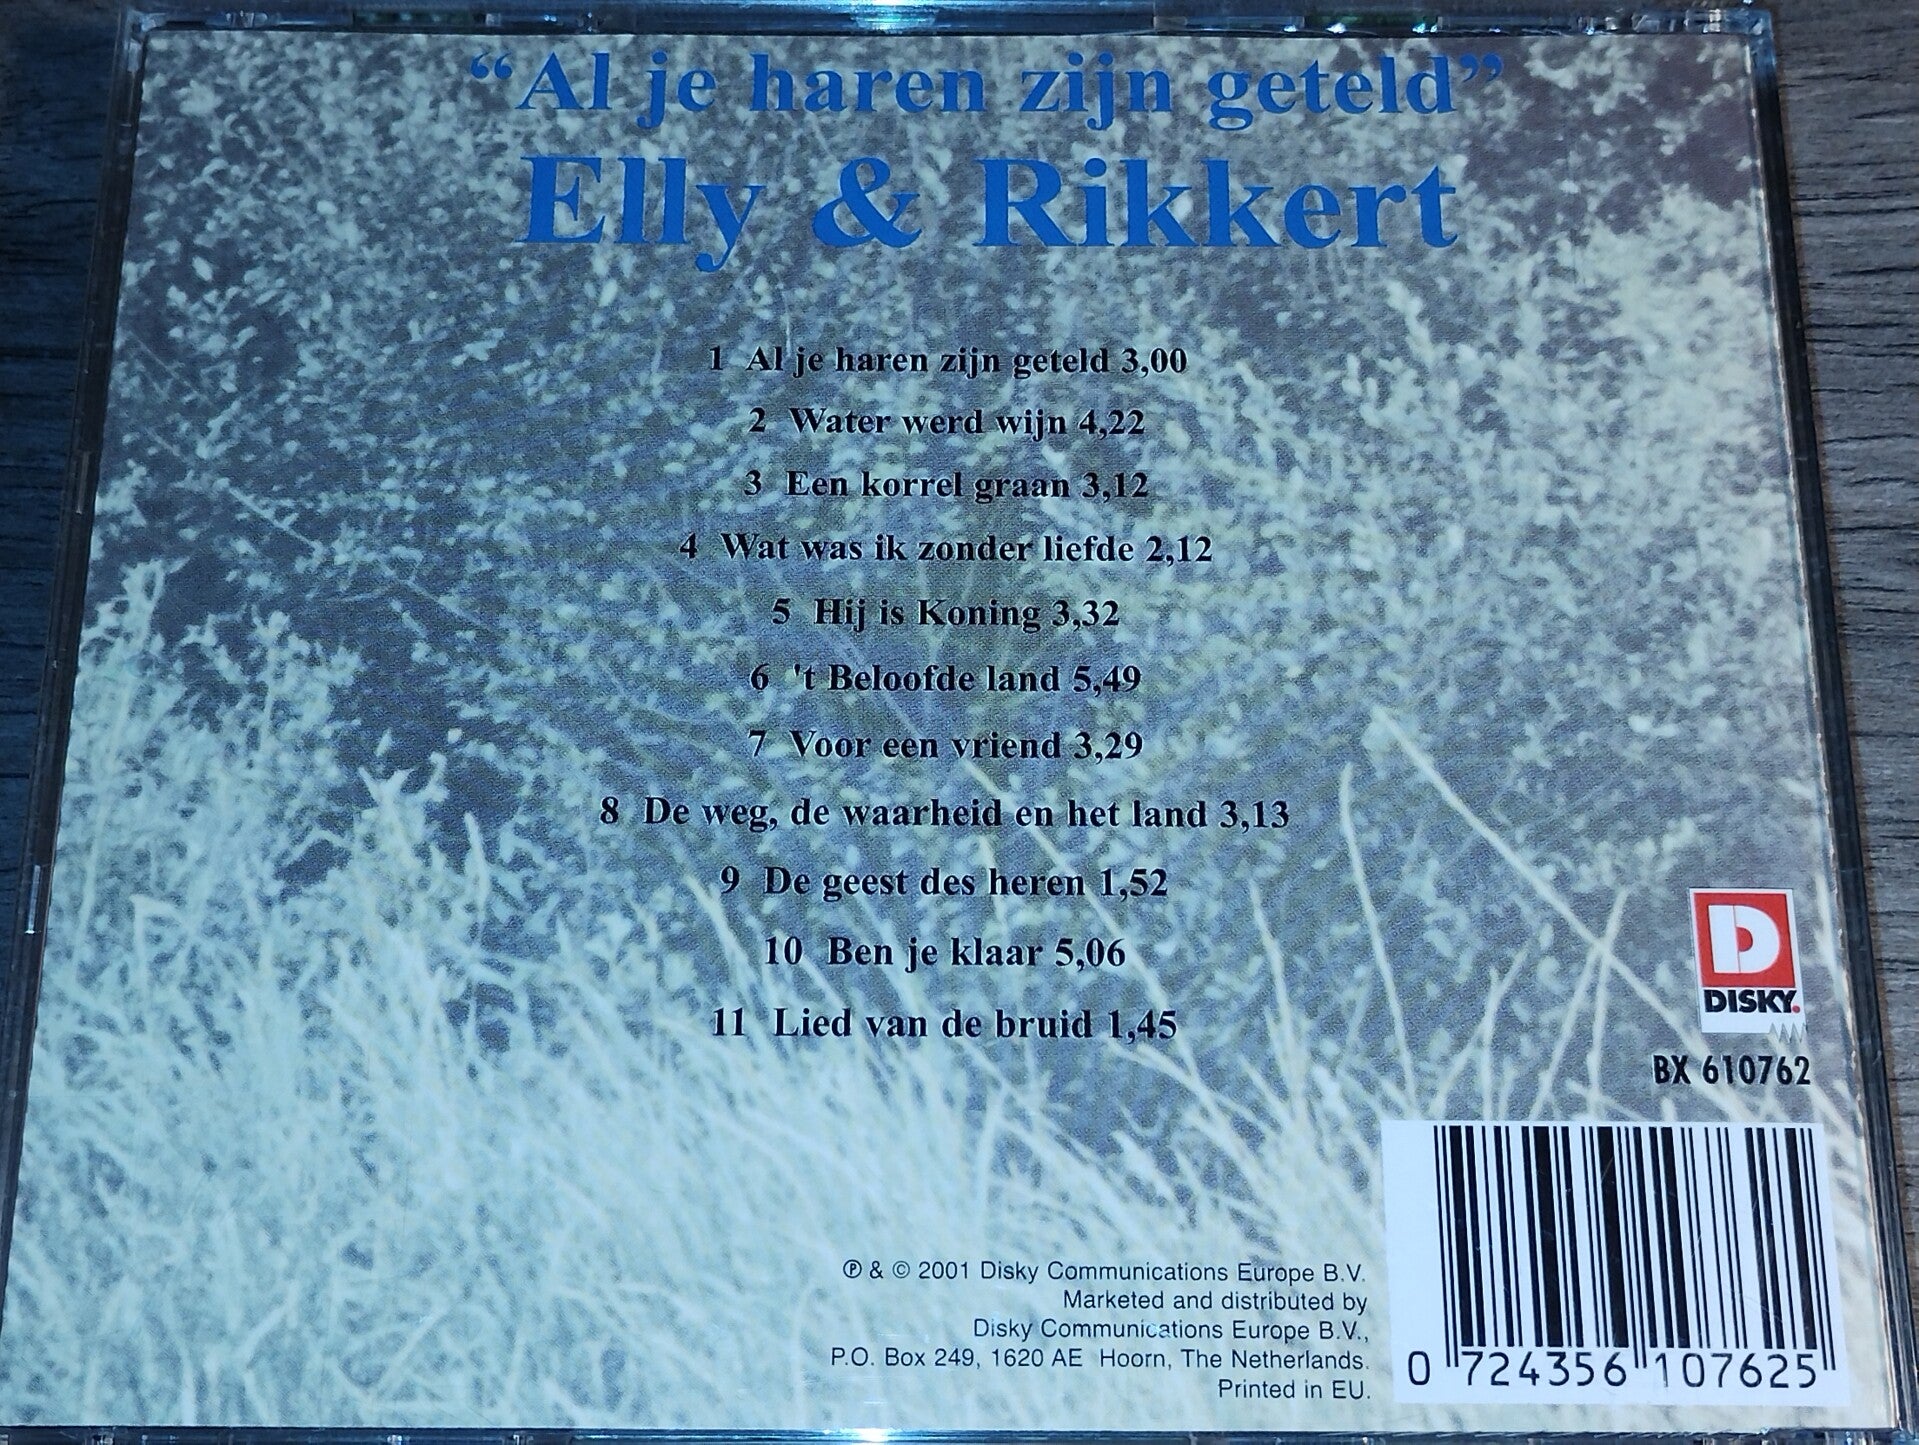 “Al je haren zijn geteld”
Elly & Rikkert
1 Al je haren zijn geteld 3,00
2 Water werd wijn 4,22
3 Een korrel graan 3,12
4 Wat was ik zonder liefde 2,12
5 Hij is Koning 3,32
6 't Beloofde land 5,49
7 Voor een vriend 3,29
8 De weg, de waarheid en het land 3,13
9 De geest des heren 1,52
10 Ben je klaar 5,06
11 Lied van de bruid 1,45
D
DISKY.
BX 610762
℗ & © 2001 Disky Communications Europe B.V.
Marketed and distributed by
Disky Communications Europe B.V.,
P.O. Box 249, 1620 AE Hoorn, The Netherlands.
Printed in EU.
0 724356 107625